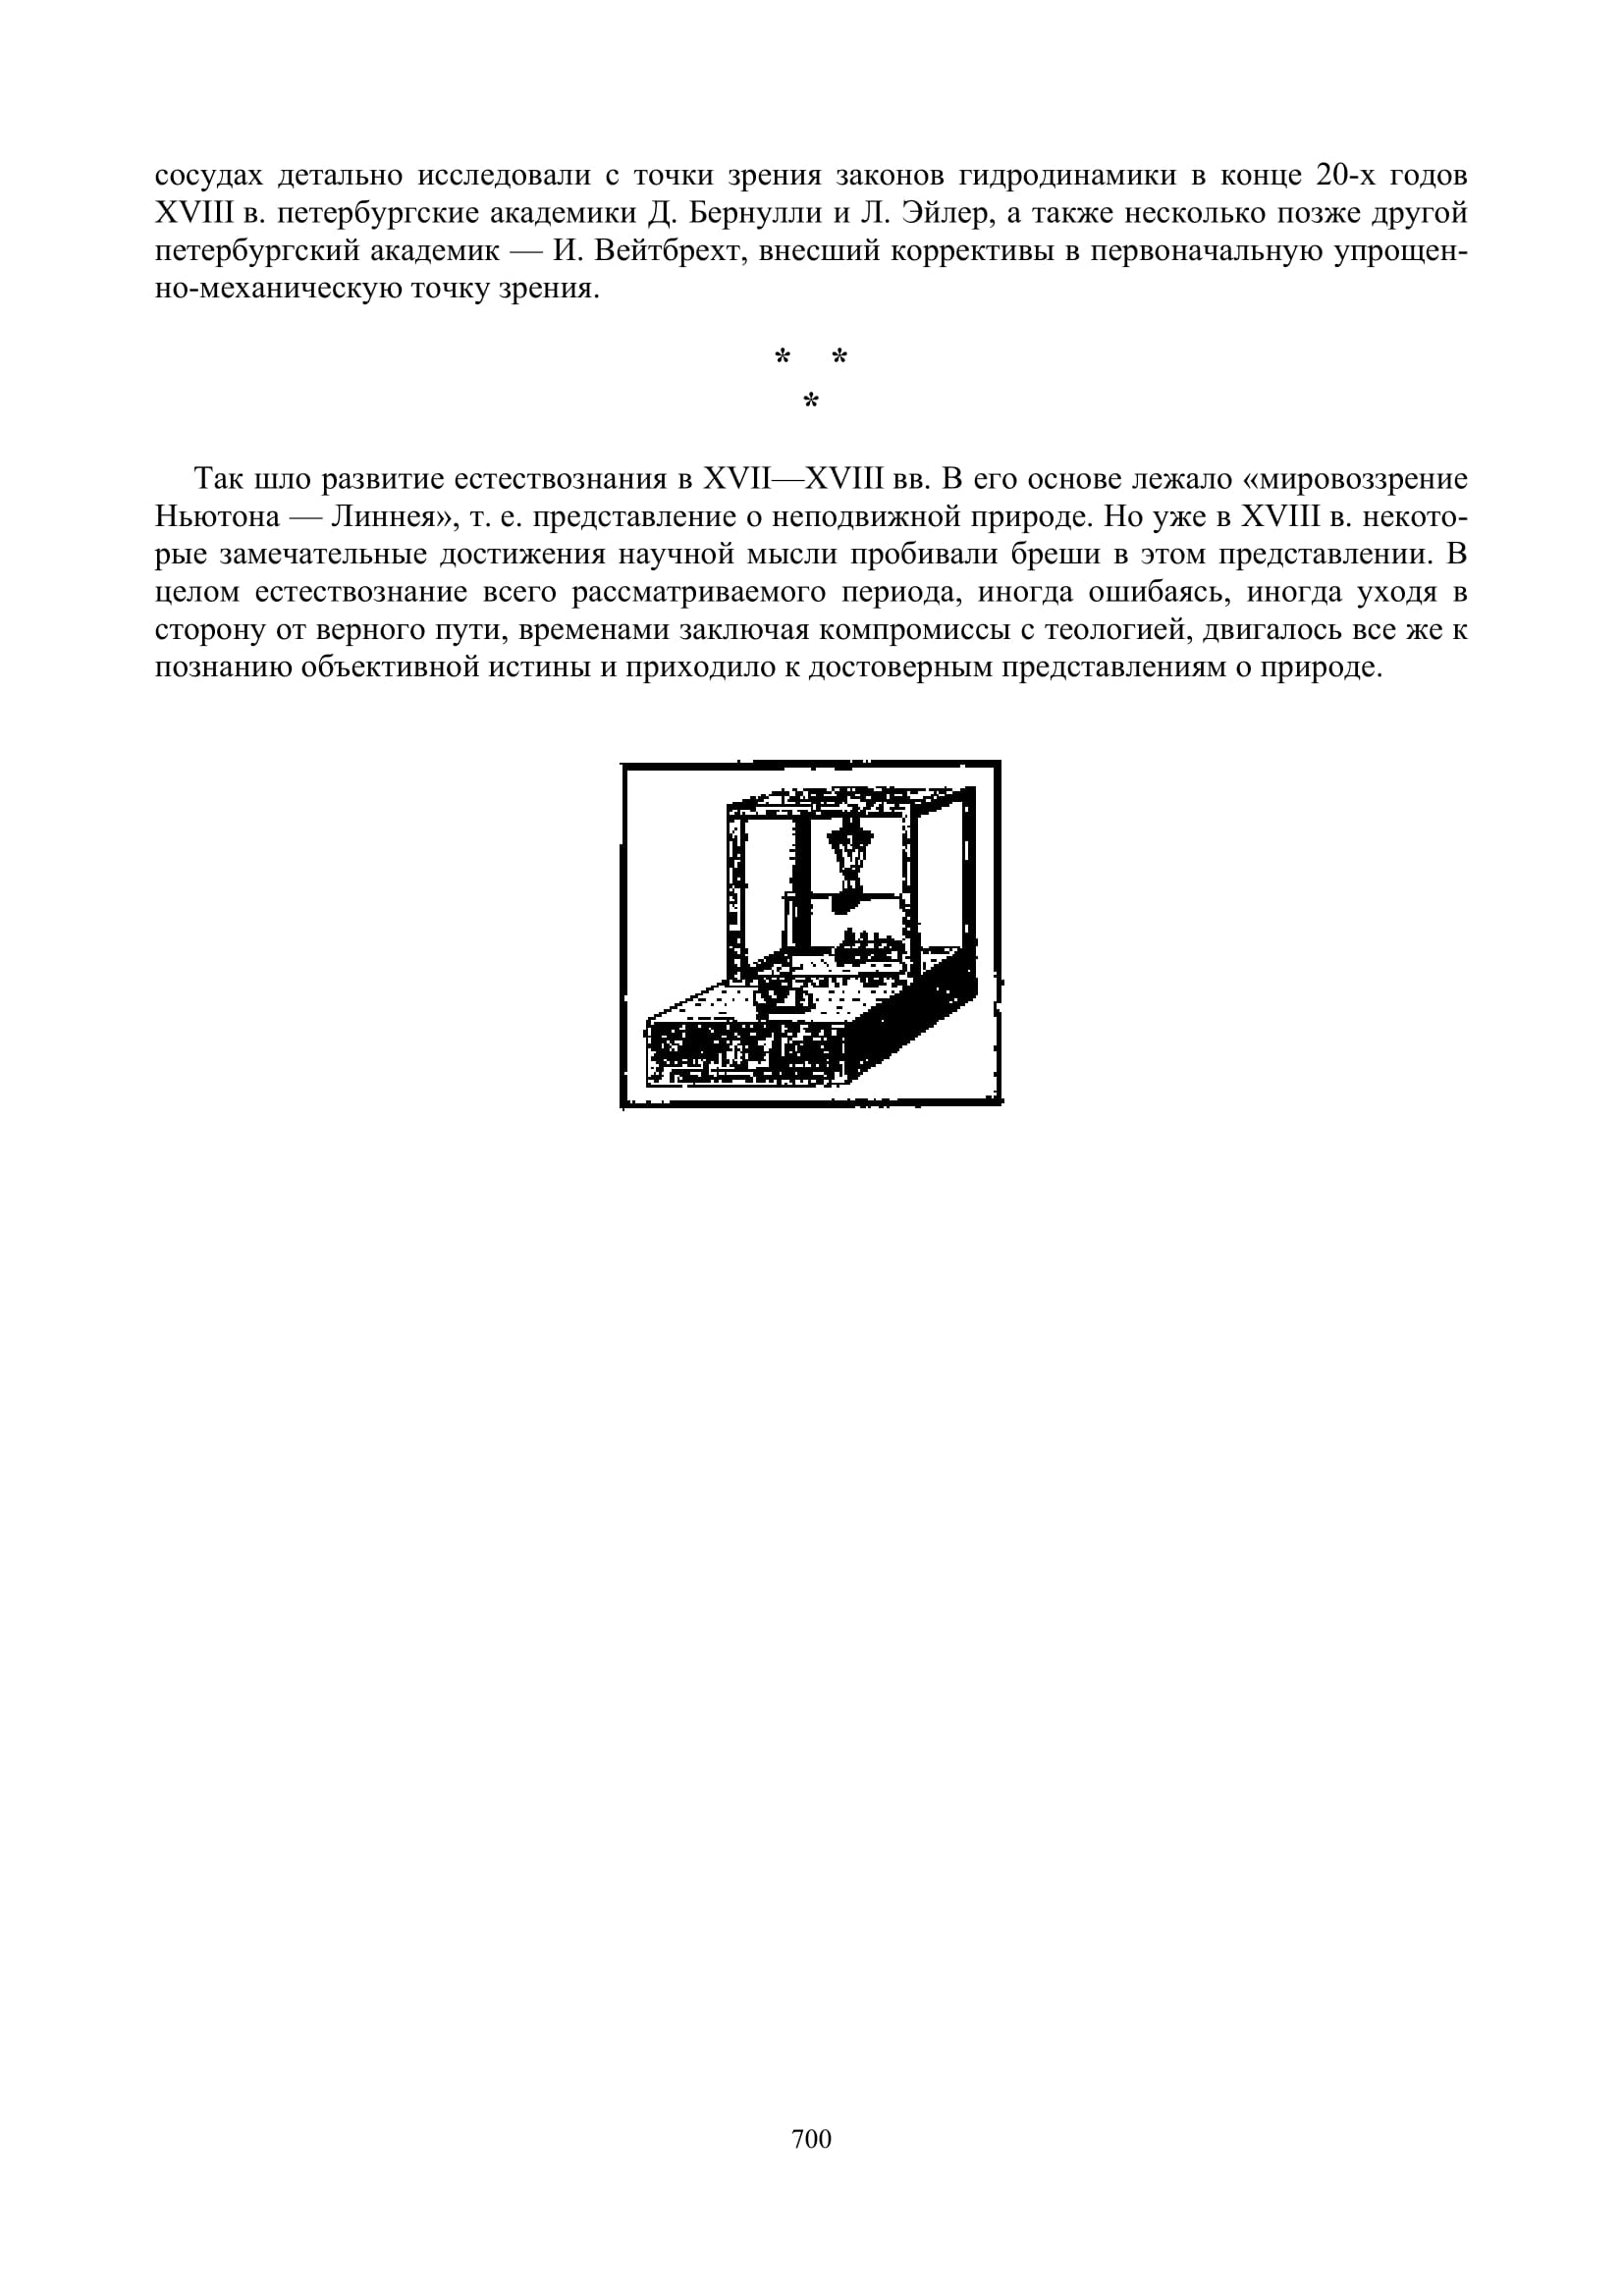 сосудах детально исследовали с точки зрения законов гидродинамики в конце 20-х годов
XVIII в. петербургские академики Д. Бернулли и Л. Эйлер, а также несколько позже другой
петербургский академик — И. Вейтбрехт, внесший коррективы в первоначальную упрощен-
но-механическую точку зрения.
* *
*
Так шло развитие естествознания в XVII—XVIII вв. В его основе лежало «мировоззрение
Ньютона — Линнея», т. е. представление о неподвижной природе. Но уже в XVIII в. некото-
рые замечательные достижения научной мысли пробивали бреши в этом представлении. В
целом естествознание всего рассматриваемого периода, иногда ошибаясь, иногда уходя в
сторону от верного пути, временами заключая компромиссы с теологией, двигалось все же к
познанию объективной истины и приходило к достоверным представлениям о природе.
700